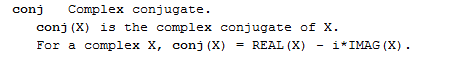 conj   Complex conjugate.
conj(X) is the complex conjugate of X.
For a complex X, conj(X) = REAL(X) - i*IMAG(X).